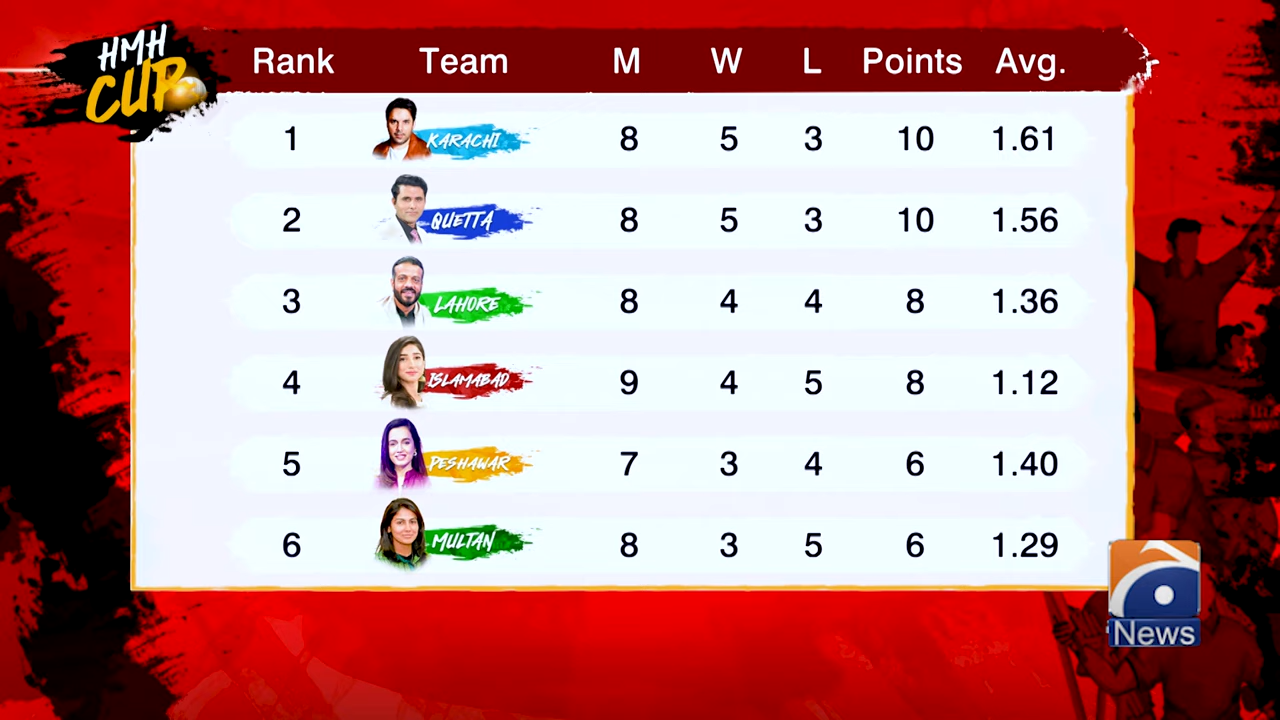 HMH
CUP
Rank Team M W L Points Avg.
1 KARACHI 8 5 3 10 1.61
2 QUETTA 8 5 3 10 1.56
3 LAHORE 8 4 4 8 1.36
4 ISLAMABAD 9 4 5 8 1.12
5 PESHAWAR 7 3 4 6 1.40
6 MULTAN 8 3 5 6 1.29
News